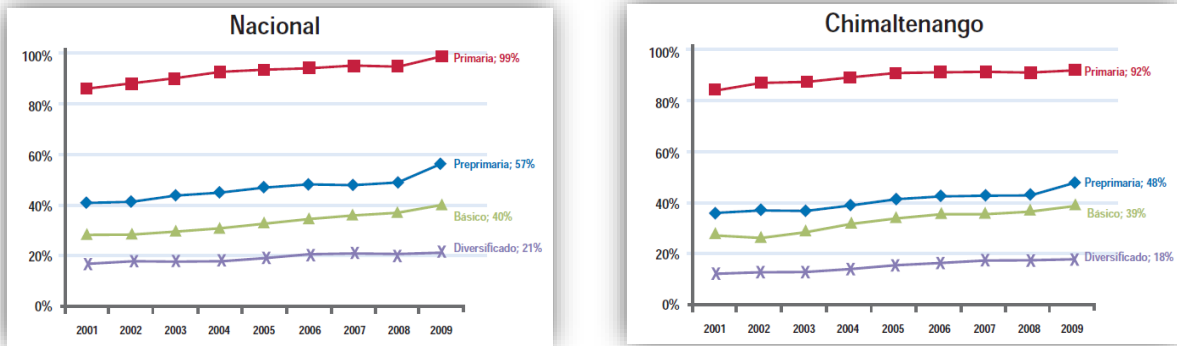 Nacional
100%
80%
60%
40%
20%
0%
Primaria; 99%
Preprimaria; 57%
Básico; 40%
Diversificado; 21%
2001 2002 2003 2004 2005 2006 2007 2008 2009
Chimaltenango
100%
80%
60%
40%
20%
0%
Primaria; 92%
Preprimaria; 48%
Básico; 39%
Diversificado; 18%
2001 2002 2003 2004 2005 2006 2007 2008 2009